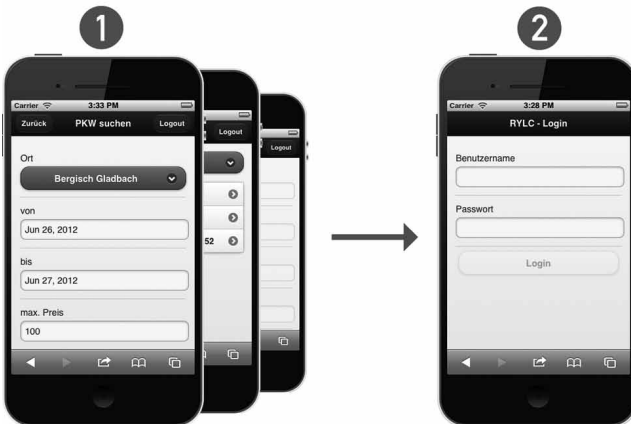 1
2
Carrier 3:33 PM
Zurück PKW suchen Logout
Ort
Bergisch Gladbach
von
Jun 26, 2012
bis
Jun 27, 2012
max. Preis
100
Logout
52
Logout
Carrier 3:28 PM
RYLC - Login
Benutzername
Passwort
Login